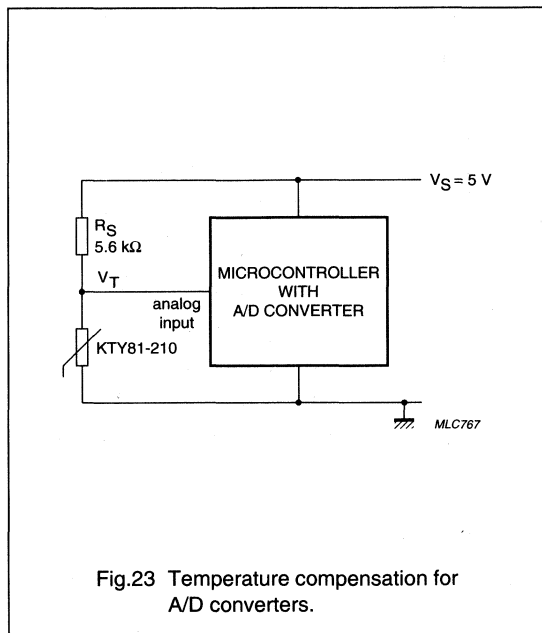 V_S = 5 V
R_S
5.6 kΩ
V_T
analog
input
MICROCONTROLLER
WITH
A/D CONVERTER
KTY81-210
MLC767
Fig.23 Temperature compensation for
A/D converters.